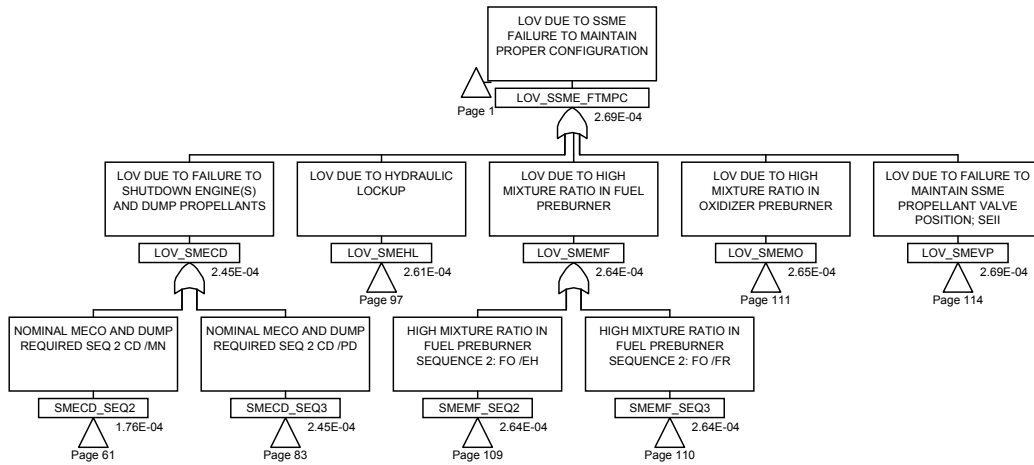 LOV DUE TO SSME
FAILURE TO MAINTAIN
PROPER CONFIGURATION
Page 1
LOV_SSME_FTMPC
2.69E-04
LOV DUE TO FAILURE TO
SHUTDOWN ENGINE(S)
AND DUMP PROPELLANTS
LOV_SMECD
2.45E-04
LOV DUE TO HYDRAULIC
LOCKUP
LOV_SMEHL
2.61E-04
Page 97
LOV DUE TO HIGH
MIXTURE RATIO IN FUEL
PREBURNER
LOV_SMEMF
2.64E-04
LOV DUE TO HIGH
MIXTURE RATIO IN
OXIDIZER PREBURNER
LOV_SMEMO
2.65E-04
Page 111
LOV DUE TO FAILURE TO
MAINTAIN SSME
PROPELLANT VALVE
POSITION; SEII
LOV_SMEVP
2.69E-04
Page 114
NOMINAL MECO AND DUMP
REQUIRED SEQ 2 CD /MN
SMECD_SEQ2
1.76E-04
Page 61
NOMINAL MECO AND DUMP
REQUIRED SEQ 2 CD /PD
SMECD_SEQ3
2.45E-04
Page 83
HIGH MIXTURE RATIO IN
FUEL PREBURNER
SEQUENCE 2: FO /EH
SMEMF_SEQ2
2.64E-04
Page 109
HIGH MIXTURE RATIO IN
FUEL PREBURNER
SEQUENCE 2: FO /FR
SMEMF_SEQ3
2.64E-04
Page 110